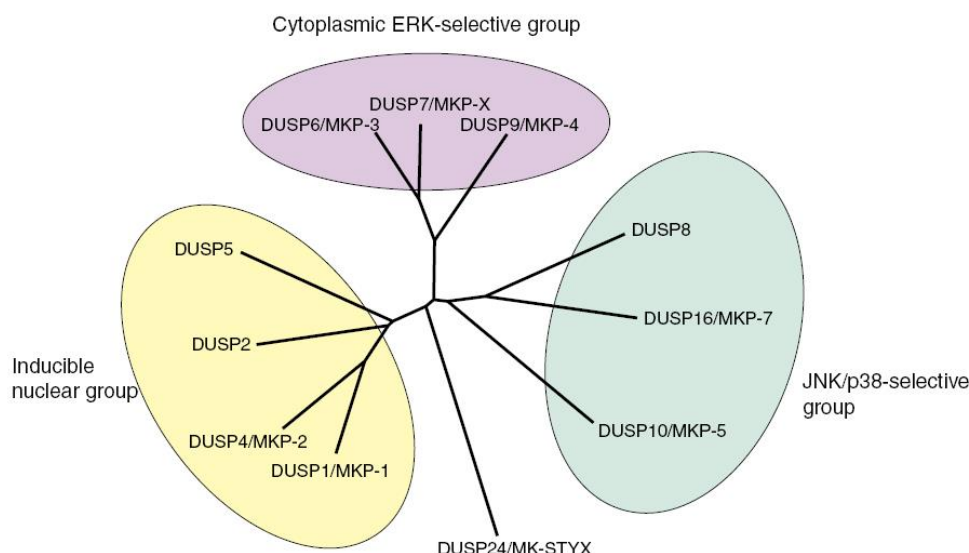 Cytoplasmic ERK-selective group
DUSP7/MKP-X
DUSP6/MKP-3
DUSP9/MKP-4
DUSP5
DUSP8
DUSP2
DUSP16/MKP-7
Inducible
nuclear group
JNK/p38-selective
group
DUSP4/MKP-2
DUSP10/MKP-5
DUSP1/MKP-1
DUSP24/MK-STYX